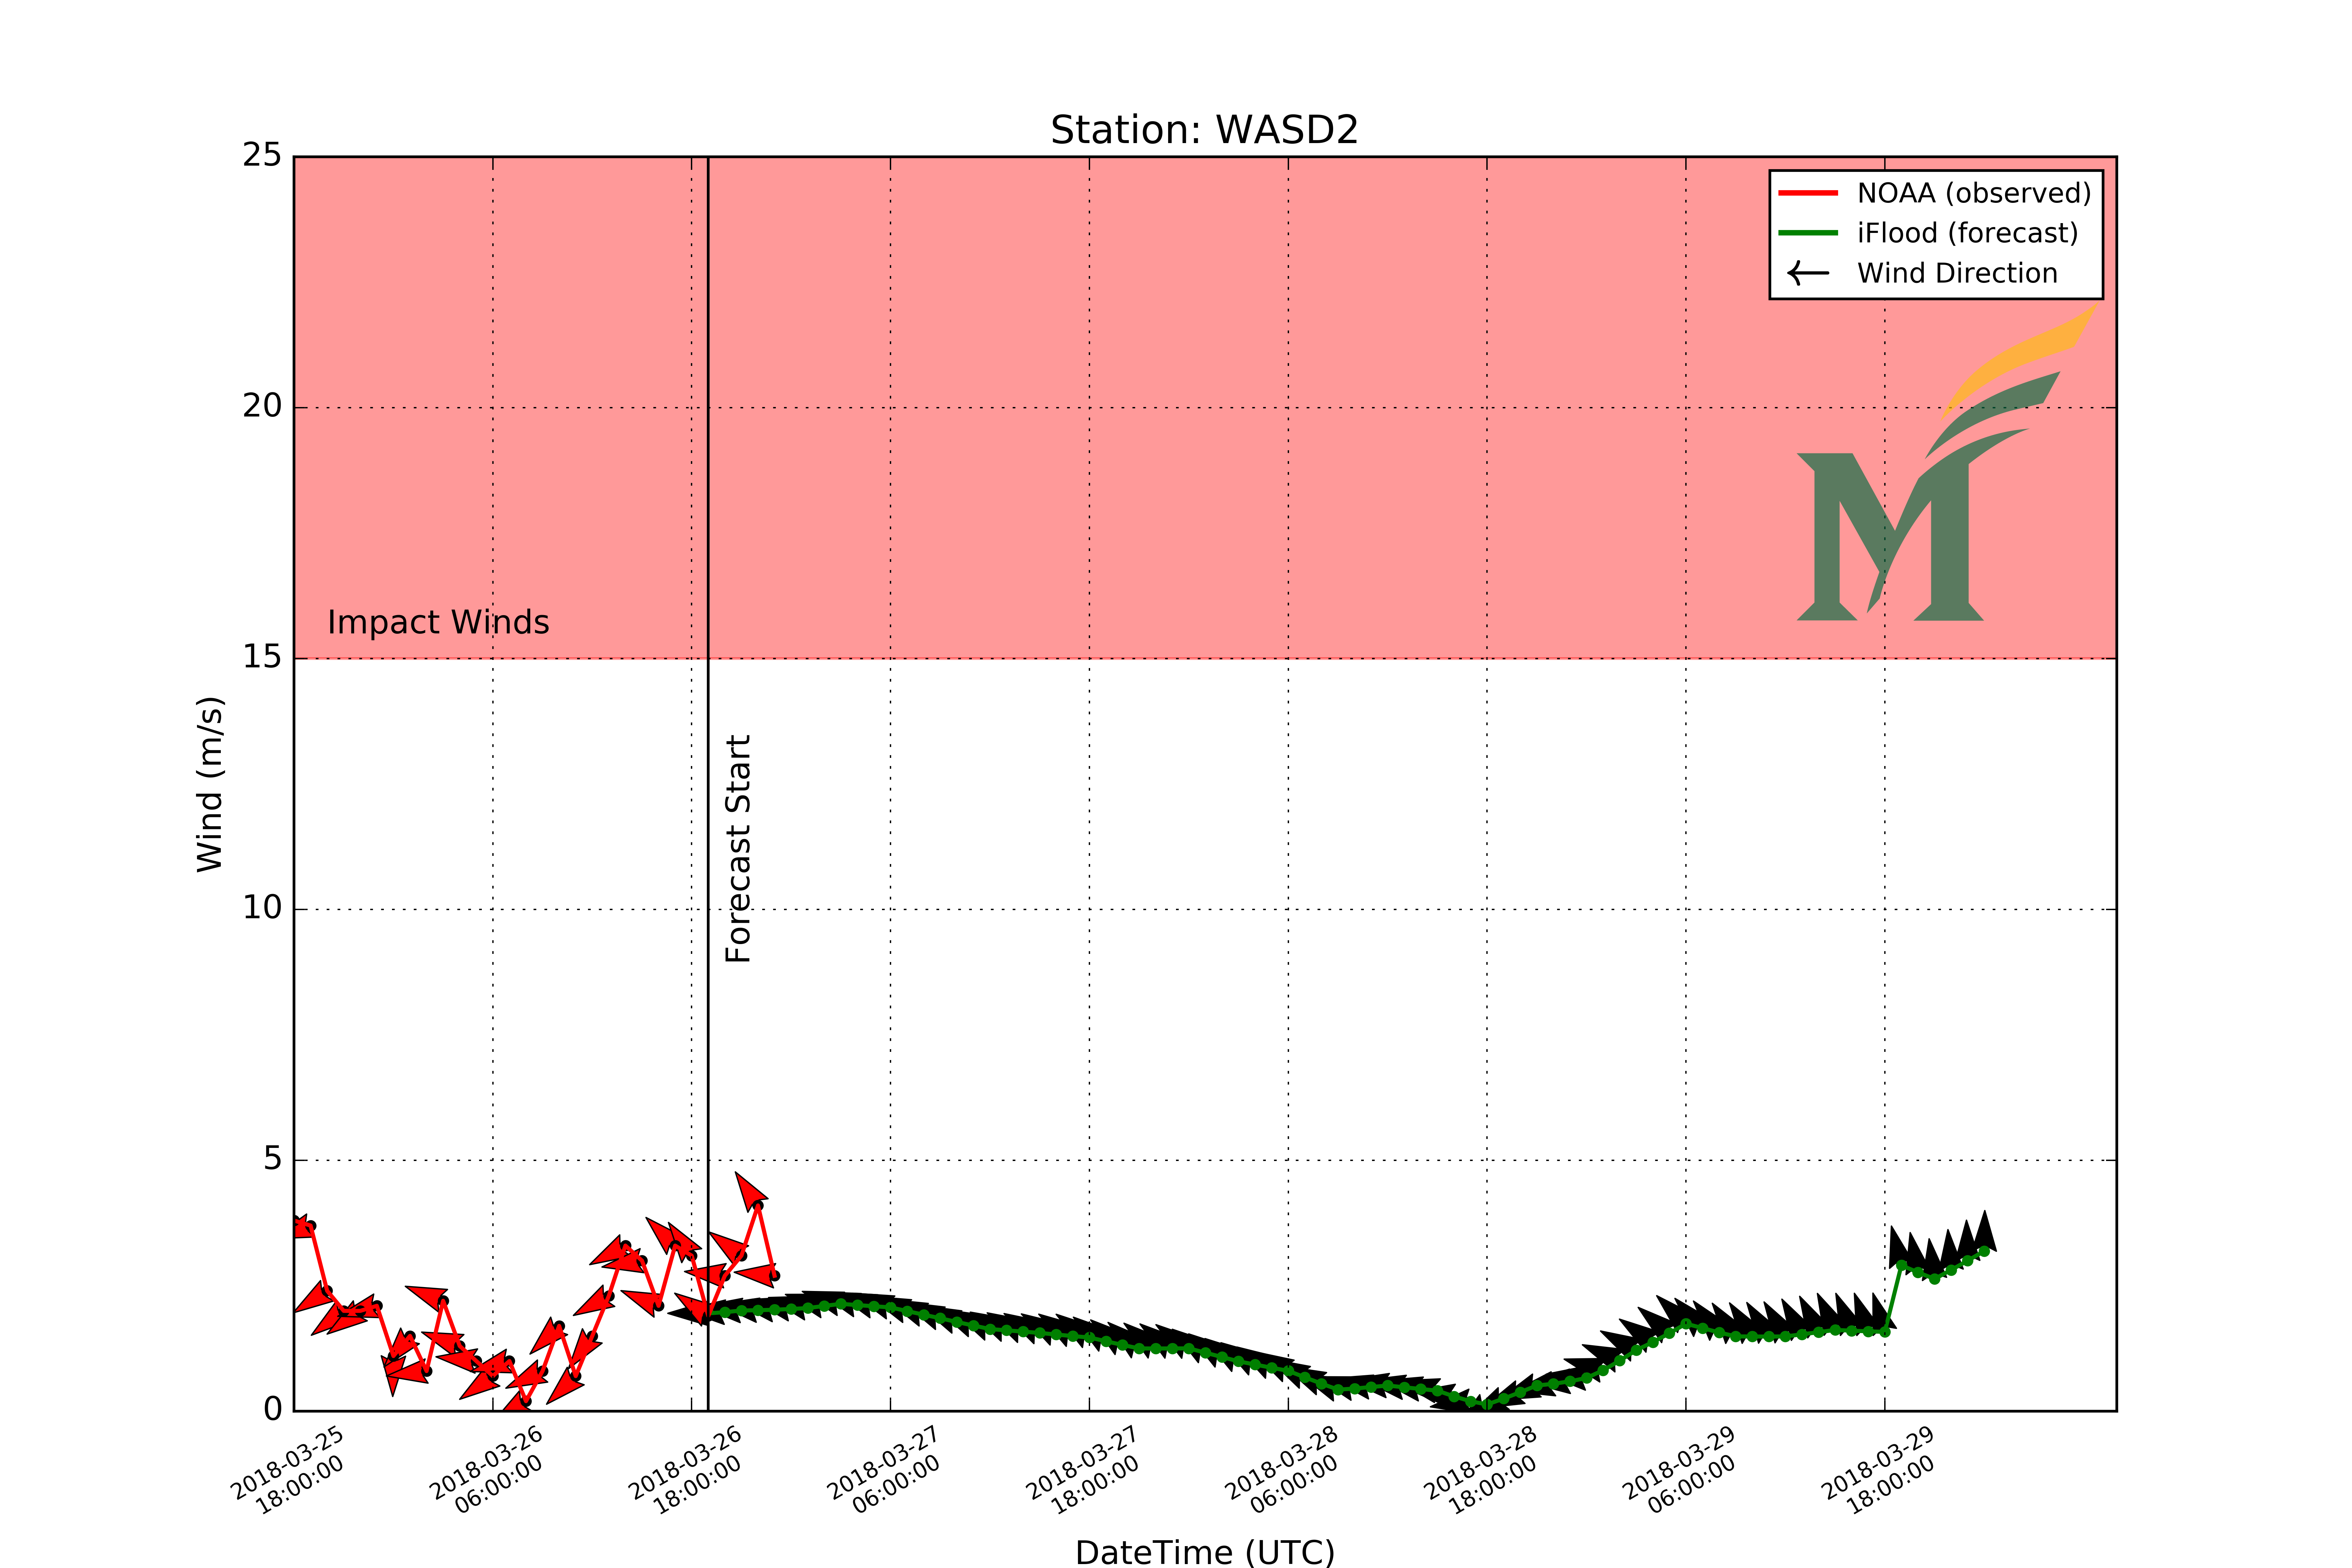 Station: WASD2
25
20
15
10
5
0
Wind (m/s)
NOAA (observed)
iFlood (forecast)
Wind Direction
M
Impact Winds
Forecast Start
2018-03-25
18:00:00
2018-03-26
06:00:00
2018-03-26
18:00:00
2018-03-27
06:00:00
2018-03-27
18:00:00
2018-03-28
06:00:00
2018-03-28
18:00:00
2018-03-29
06:00:00
2018-03-29
18:00:00
DateTime (UTC)